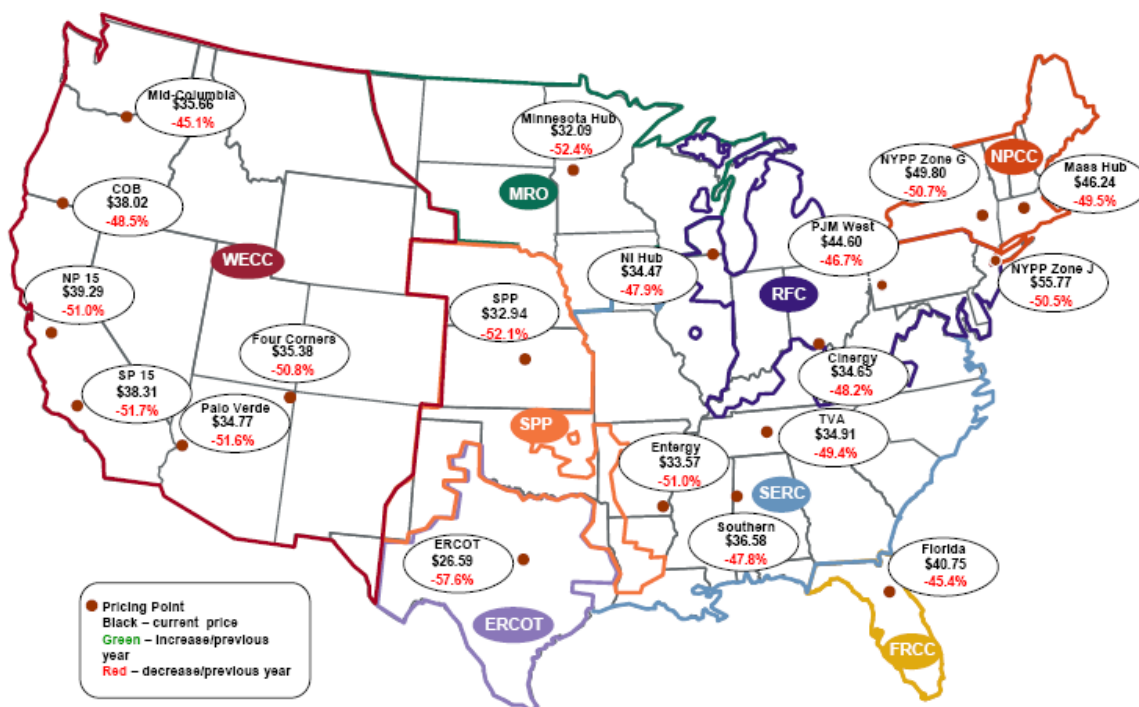 Mid-Columbia
$35.66
-45.1%
Minnesota Hub
$32.09
-52.4%
NYPP Zone G
$49.80
-50.7%
NPCC
Mass Hub
$46.24
-49.5%
COB
$38.02
-48.5%
MRO
WECC
PJM West
$44.60
-46.7%
NI Hub
$34.47
-47.9%
NYPP Zone J
$55.77
-50.5%
NP 15
$39.29
-51.0%
RFC
SPP
$32.94
-52.1%
Four Corners
$35.38
-50.8%
Cinergy
$34.65
-48.2%
SP 15
$38.31
-51.7%
Palo Verde
$34.77
-51.6%
SPP
TVA
$34.91
-49.4%
Entergy
$33.57
-51.0%
SERC
Southern
$36.58
-47.8%
ERCOT
$26.59
-57.6%
Florida
$40.75
-45.4%
ERCOT
FRCC
Pricing Point
Black – current price
Green – increase/previous
year
Red – decrease/previous year